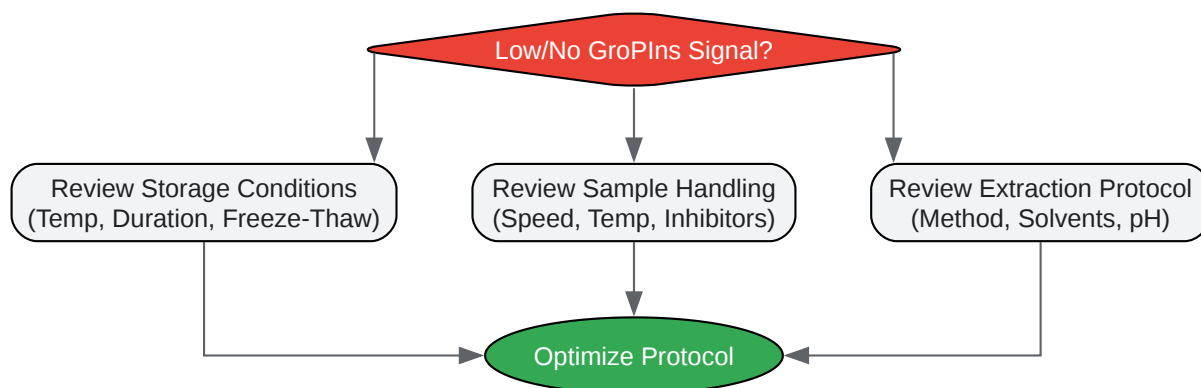 Low/No GroPIns Signal?
Review Storage Conditions
(Temp, Duration, Freeze-Thaw)
Review Sample Handling
(Speed, Temp, Inhibitors)
Review Extraction Protocol
(Method, Solvents, pH)
Optimize Protocol